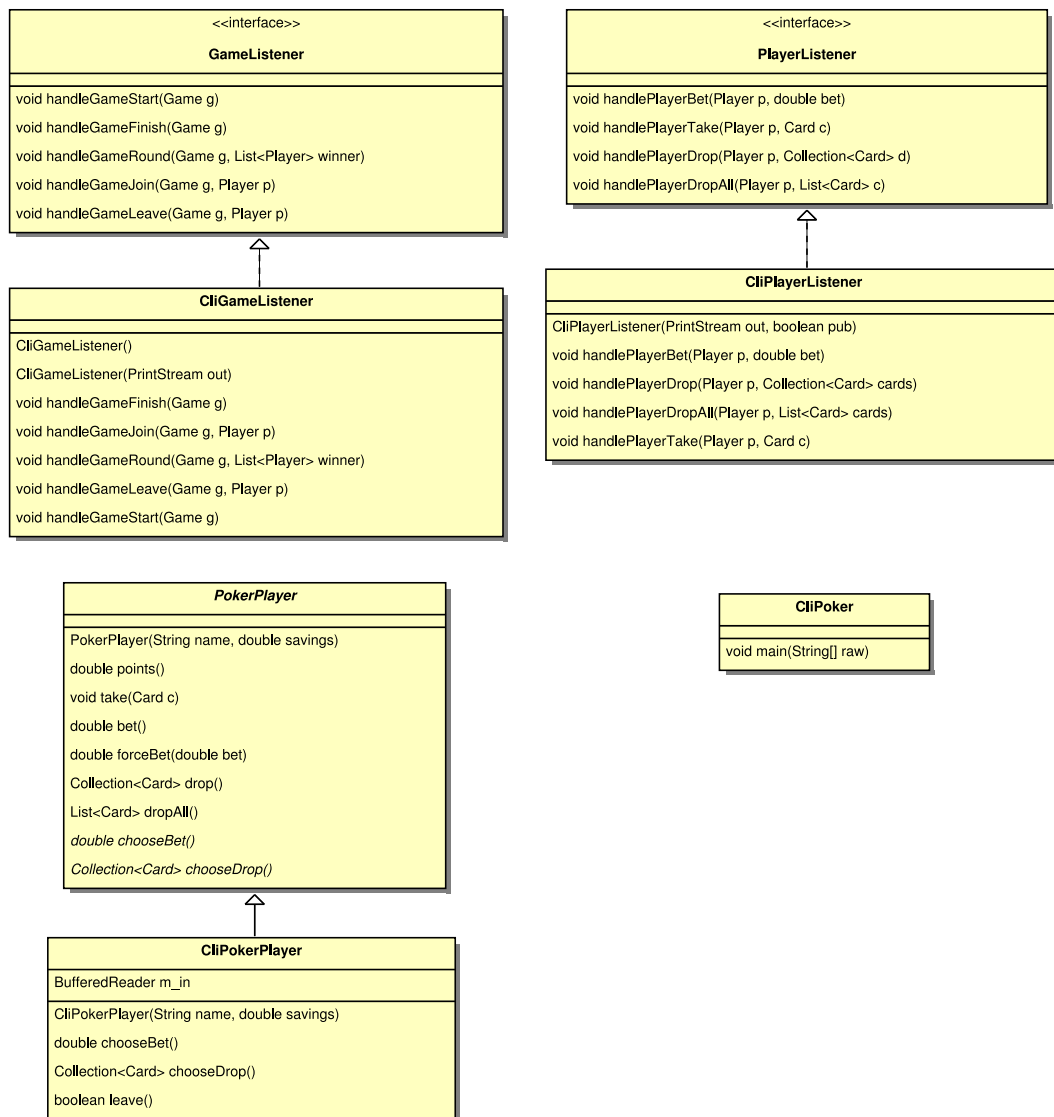 <<interface>>
GameListener
void handleGameStart(Game g)
void handleGameFinish(Game g)
void handleGameRound(Game g, List<Player> winner)
void handleGameJoin(Game g, Player p)
void handleGameLeave(Game g, Player p)
<<interface>>
PlayerListener
void handlePlayerBet(Player p, double bet)
void handlePlayerTake(Player p, Card c)
void handlePlayerDrop(Player p, Collection<Card> d)
void handlePlayerDropAll(Player p, List<Card> c)
CliGameListener
CliGameListener()
CliGameListener(PrintStream out)
void handleGameFinish(Game g)
void handleGameJoin(Game g, Player p)
void handleGameRound(Game g, List<Player> winner)
void handleGameLeave(Game g, Player p)
void handleGameStart(Game g)
CliPlayerListener
CliPlayerListener(PrintStream out, boolean pub)
void handlePlayerBet(Player p, double bet)
void handlePlayerDrop(Player p, Collection<Card> cards)
void handlePlayerDropAll(Player p, List<Card> cards)
void handlePlayerTake(Player p, Card c)
PokerPlayer
PokerPlayer(String name, double savings)
double points()
void take(Card c)
double bet()
double forceBet(double bet)
Collection<Card> drop()
List<Card> dropAll()
double chooseBet()
Collection<Card> chooseDrop()
CliPoker
void main(String[] raw)
CliPokerPlayer
BufferedReader m_in
CliPokerPlayer(String name, double savings)
double chooseBet()
Collection<Card> chooseDrop()
boolean leave()